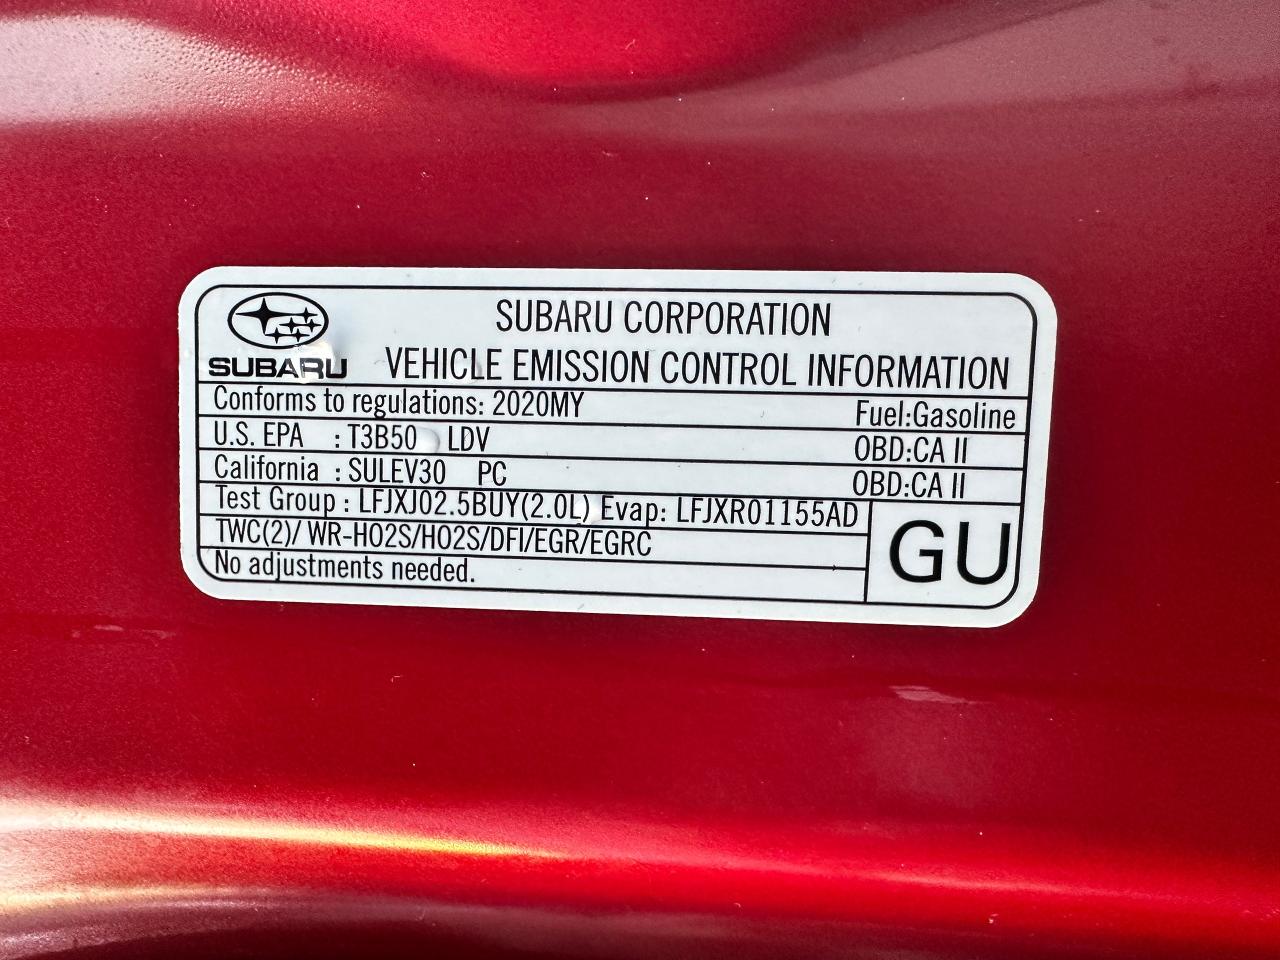 SUBARU CORPORATION
SUBARU VEHICLE EMISSION CONTROL INFORMATION
Conforms to regulations: 2020MY Fuel:Gasoline
U.S. EPA : T3B50 LDV OBD:CA II
California : SULEV30 PC OBD:CA II
Test Group : LFJXJ02.5BUY(2.0L) Evap: LFJXR01155AD
TWC(2)/ WR-HO2S/HO2S/DFI/EGR/EGRC
GU
No adjustments needed.